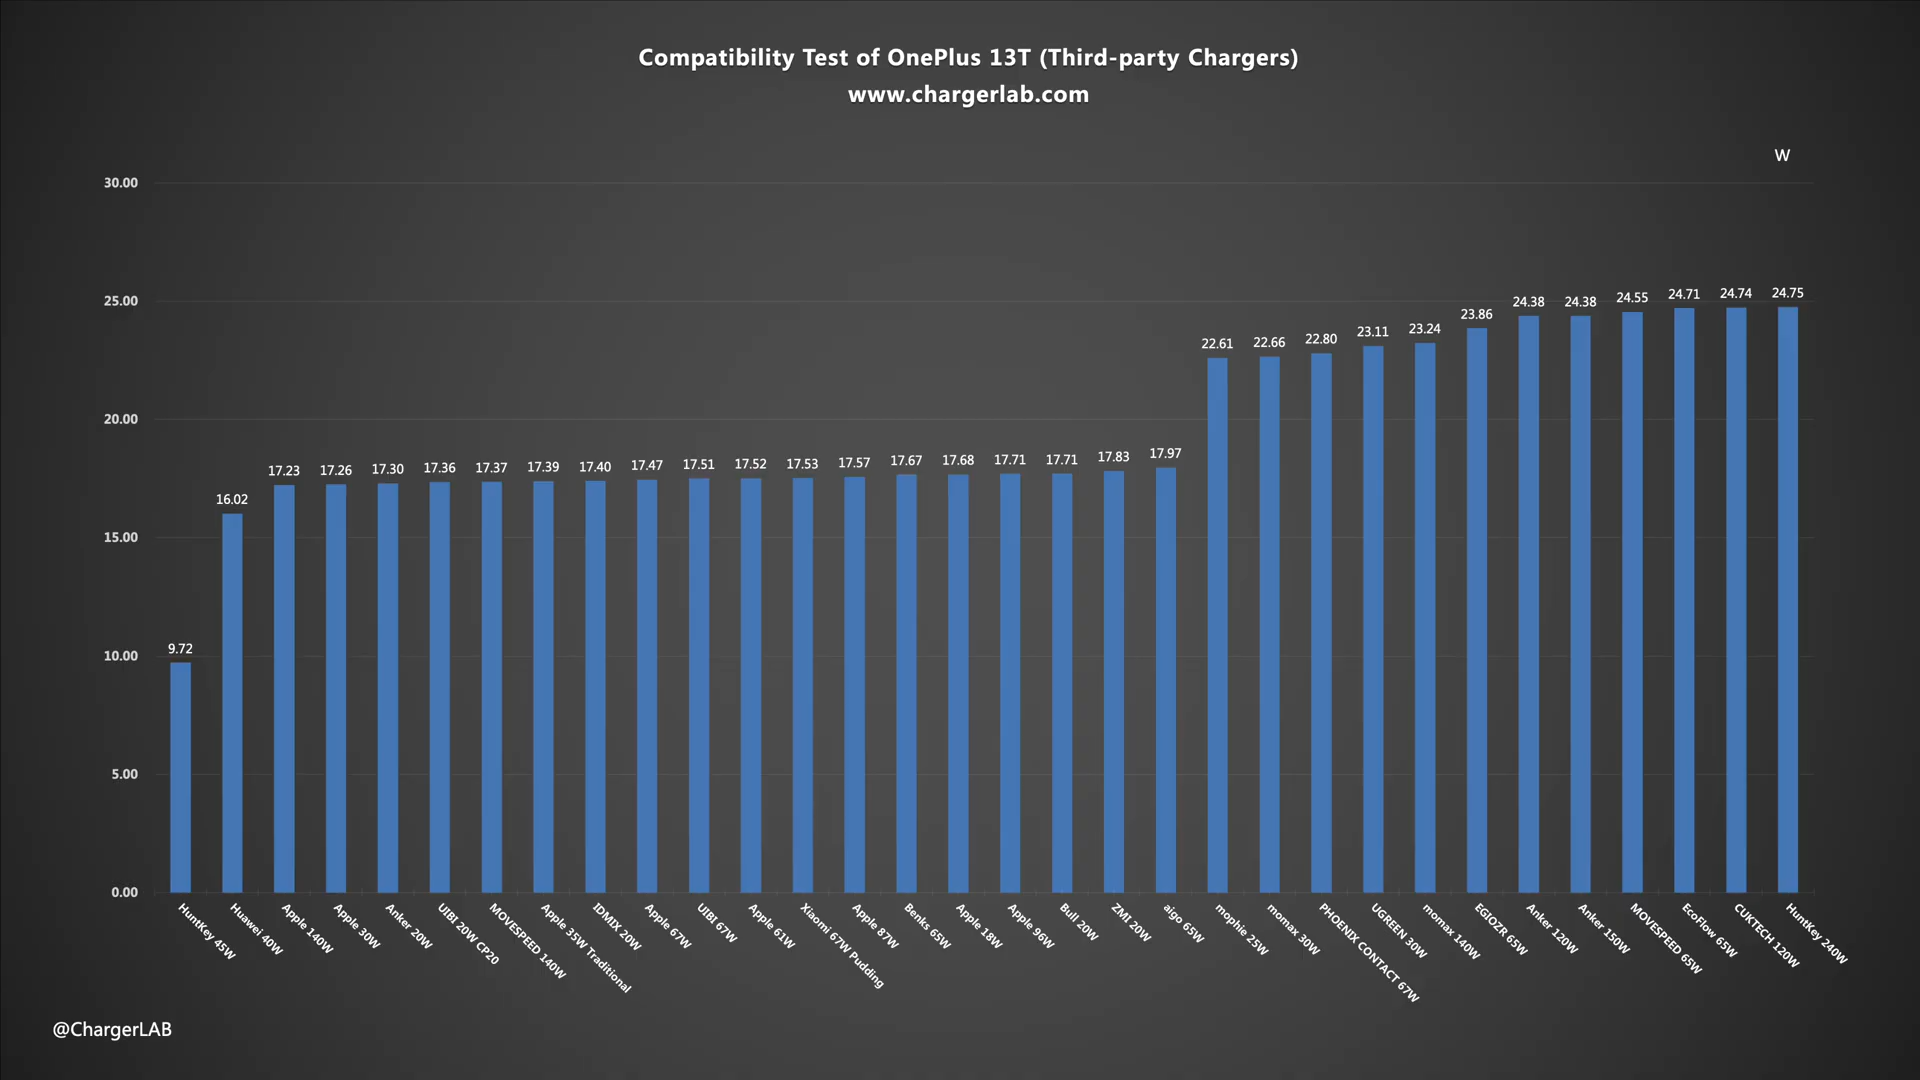 Compatibility Test of OnePlus 13T (Third-party Chargers)
www.chargerlab.com
W
30.00
25.00
20.00
15.00
10.00
5.00
0.00
9.72
16.02
17.23
17.26
17.30
17.36
17.37
17.39
17.40
17.47
17.51
17.52
17.53
17.57
17.67
17.68
17.71
17.71
17.83
17.97
22.61
22.66
22.80
23.11
23.24
23.86
24.38
24.38
24.55
24.71
24.74
24.75
HuntKey 45W
Huawei 40W
Apple 140W
Apple 30W
Anker 20W
UIBI 20W CP20
MOVESPEED 140W
Apple 35W Traditional
IDMIX 20W
Apple 67W
UIBI 67W
Apple 61W
Xiaomi 67W Pudding
Apple 87W
Benks 65W
Apple 18W
Apple 96W
Bull 20W
ZMI 20W
aigo 65W
mophie 25W
momax 30W
PHOENIX CONTACT 67W
UGREEN 30W
momax 140W
EGIOZR 65W
Anker 120W
Anker 150W
MOVESPEED 65W
EcoFlow 65W
CUKTECH 120W
HuntKey 240W
@ChargerLAB